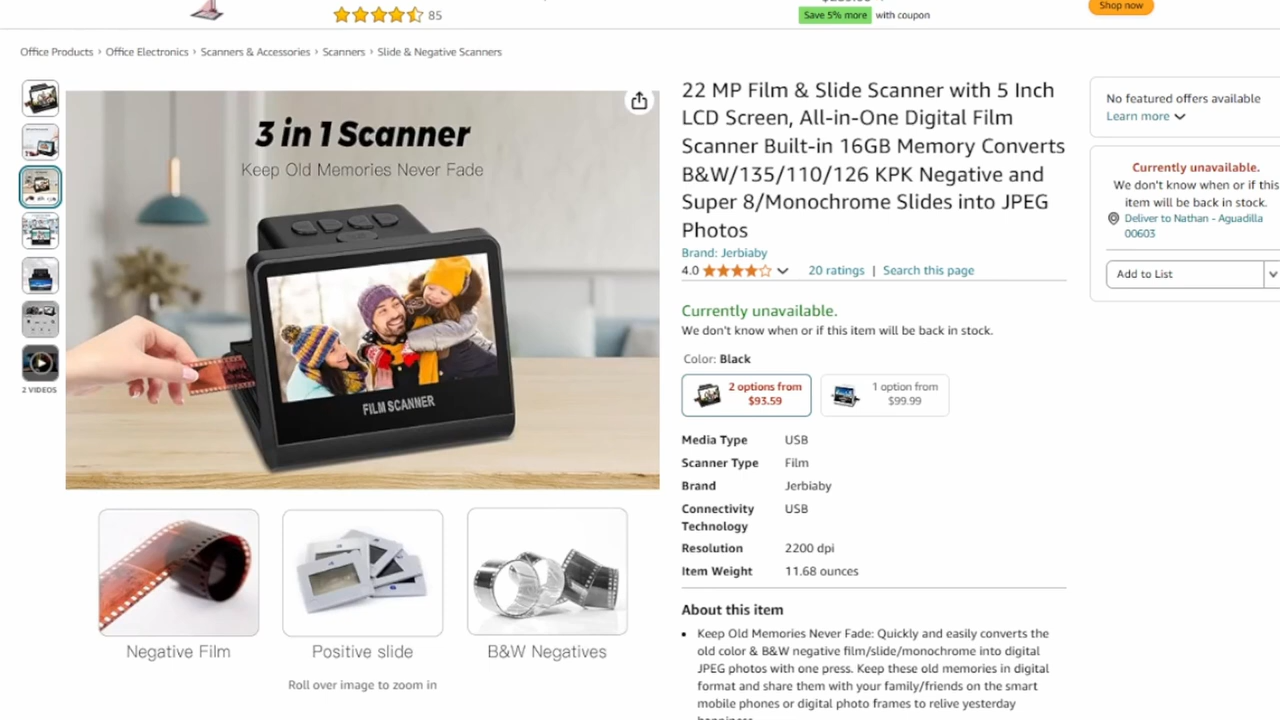 85
Save 5% more with coupon
Shop now
Office Products › Office Electronics › Scanners & Accessories › Scanners › Slide & Negative Scanners
3 in 1 Scanner
Keep Old Memories Never Fade
FILM SCANNER
2 VIDEOS
Negative Film
Positive slide
B&W Negatives
Roll over image to zoom in
22 MP Film & Slide Scanner with 5 Inch
LCD Screen, All-in-One Digital Film
Scanner Built-in 16GB Memory Converts
B&W/135/110/126 KPK Negative and
Super 8/Monochrome Slides into JPEG
Photos
Brand: Jerbiaby
4.0 20 ratings | Search this page
Currently unavailable.
We don't know when or if this item will be back in stock.
Color: Black
2 options from
$93.59
1 option from
$99.99
Media Type USB
Scanner Type Film
Brand Jerbiaby
Connectivity USB
Technology
Resolution 2200 dpi
Item Weight 11.68 ounces
About this item
• Keep Old Memories Never Fade: Quickly and easily converts the
old color & B&W negative film/slide/monochrome into digital
JPEG photos with one press. Keep these old memories in digital
format and share them with your family/friends on the smart
mobile phones or digital photo frames to relive yesterday
No featured offers available
Learn more
Currently unavailable.
We don't know when or if this
item will be back in stock.
Deliver to Nathan - Aguadilla
00603
Add to List